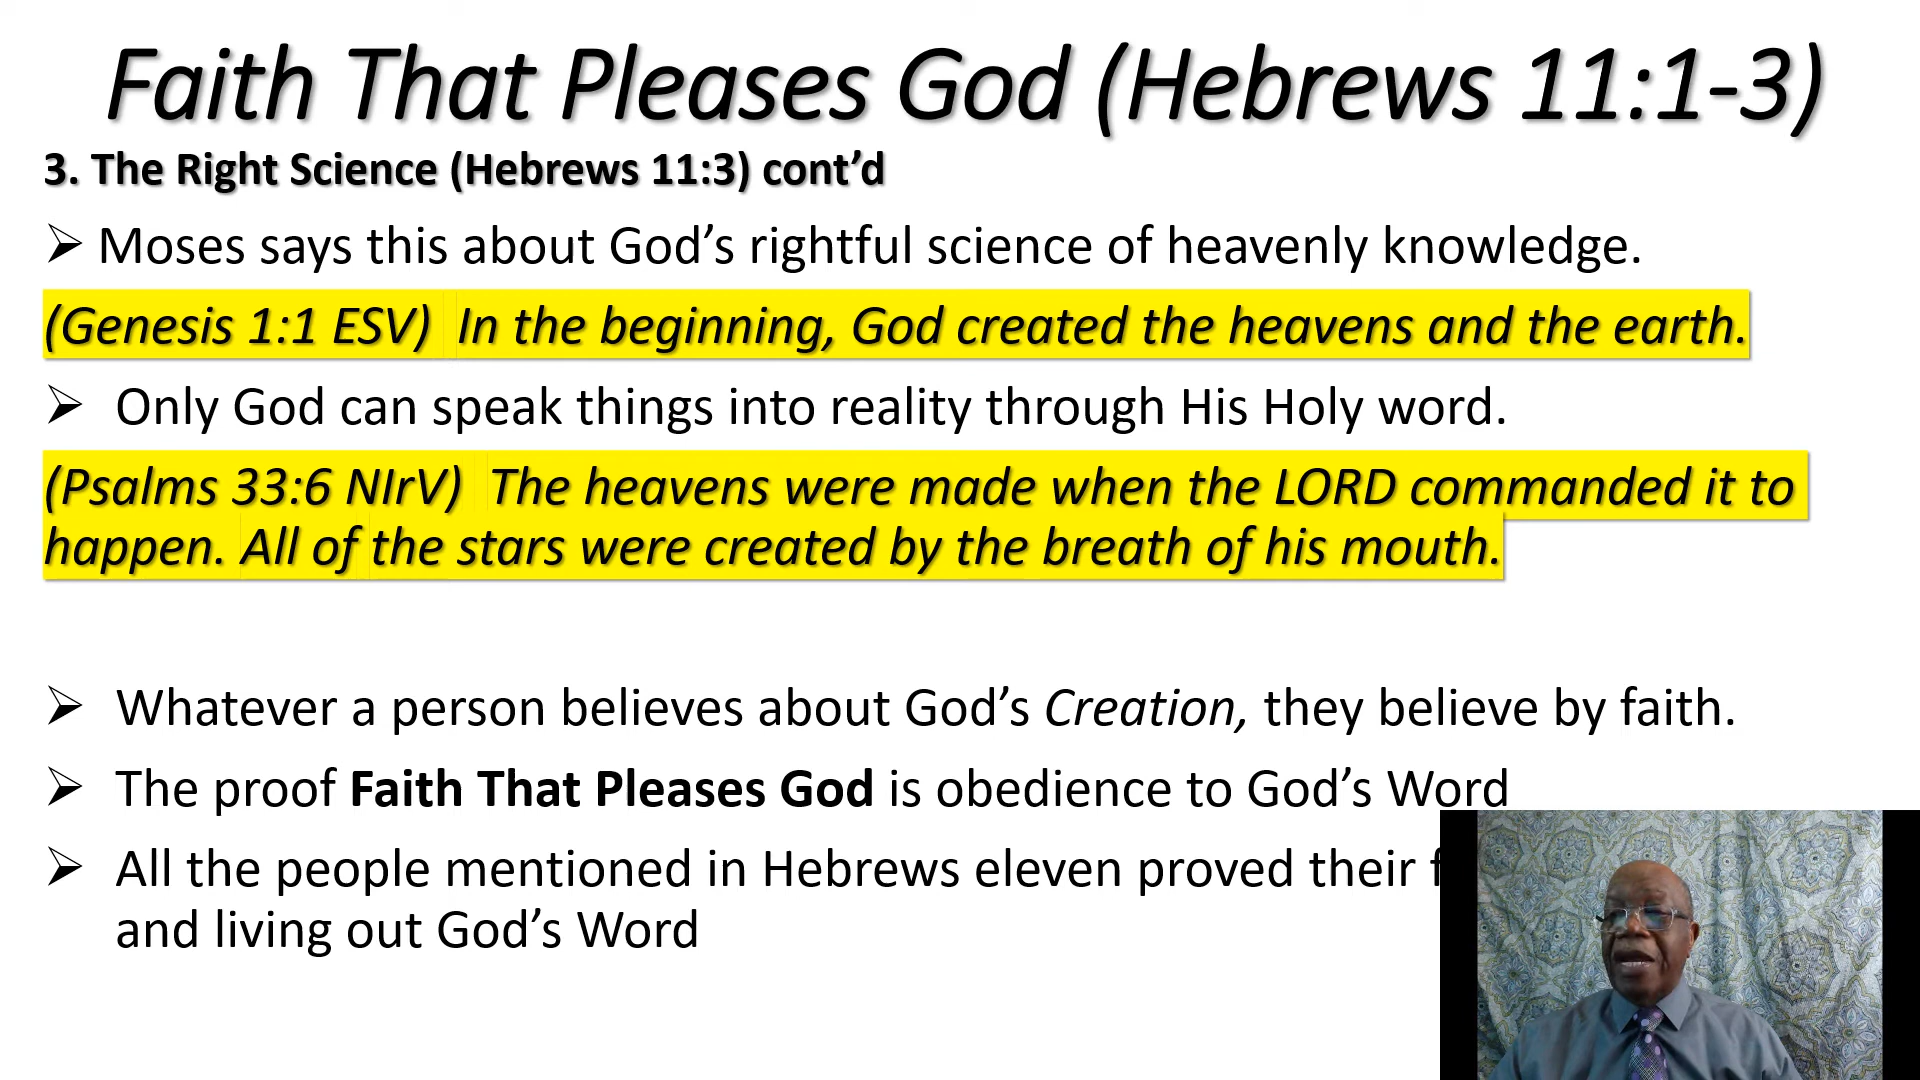 Faith That Pleases God (Hebrews 11:1-3)
3. The Right Science (Hebrews 11:3) cont’d
➢ Moses says this about God’s rightful science of heavenly knowledge.
(Genesis 1:1 ESV) In the beginning, God created the heavens and the earth.
➢ Only God can speak things into reality through His Holy word.
(Psalms 33:6 NIrV) The heavens were made when the LORD commanded it to
happen. All of the stars were created by the breath of his mouth.
➢ Whatever a person believes about God’s Creation, they believe by faith.
➢ The proof Faith That Pleases God is obedience to God’s Word
➢ All the people mentioned in Hebrews eleven proved their
and living out God’s Word